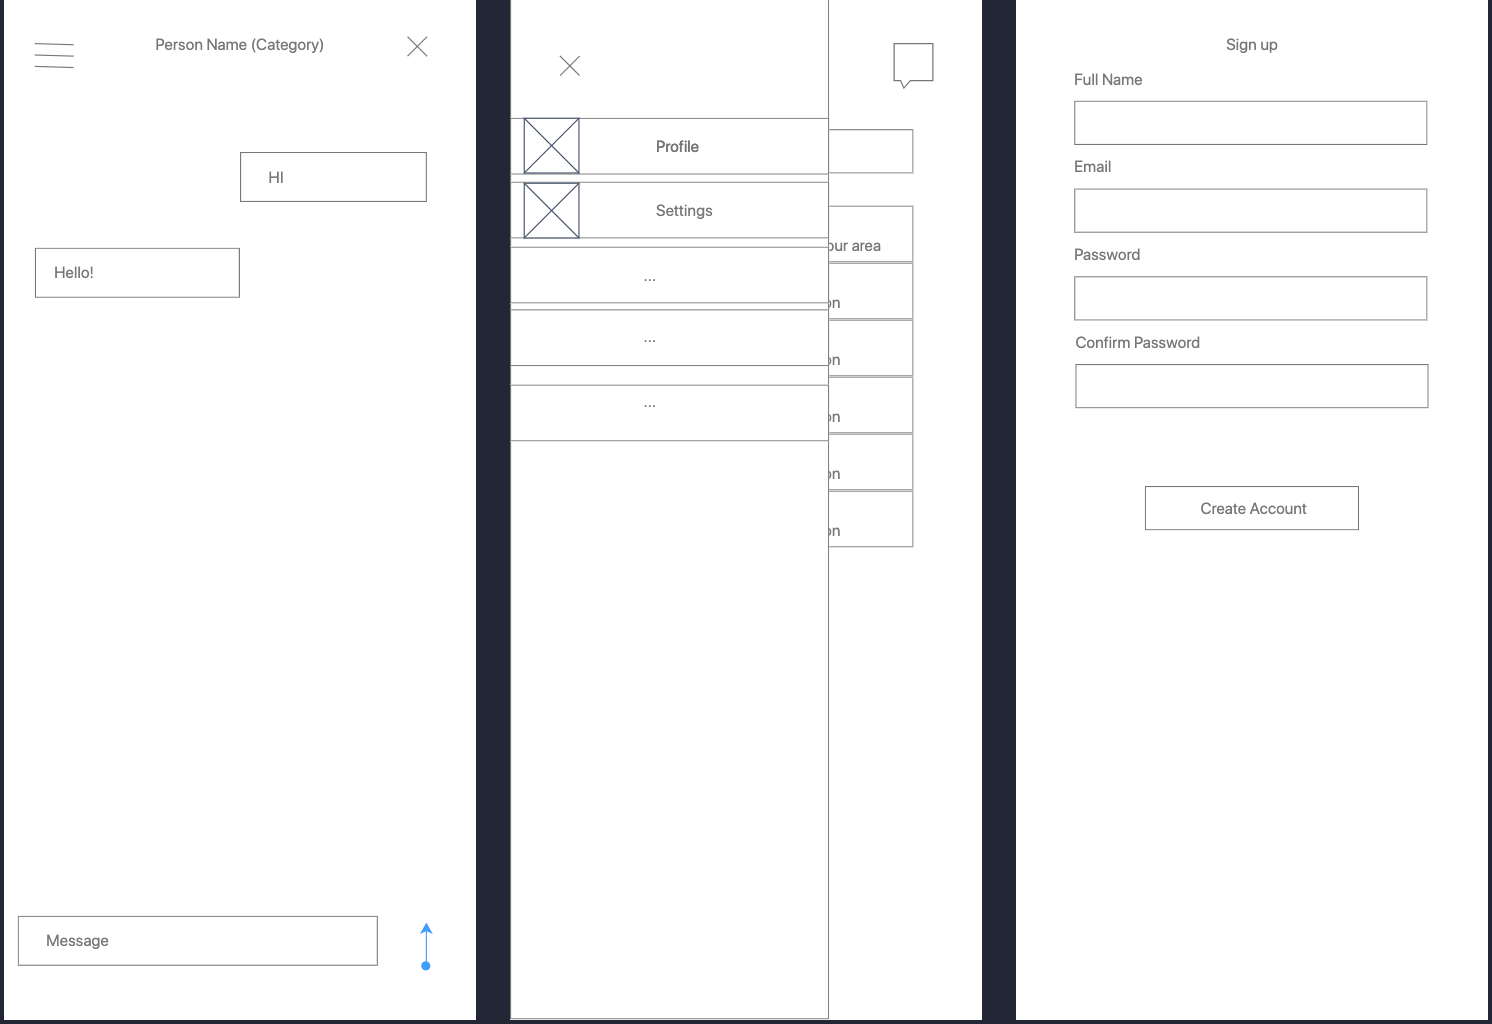 Person Name (Category)
HI
Hello!
Message
Profile
Settings
...
...
...
our area
on
on
on
on
on
Sign up
Full Name
Email
Password
Confirm Password
Create Account